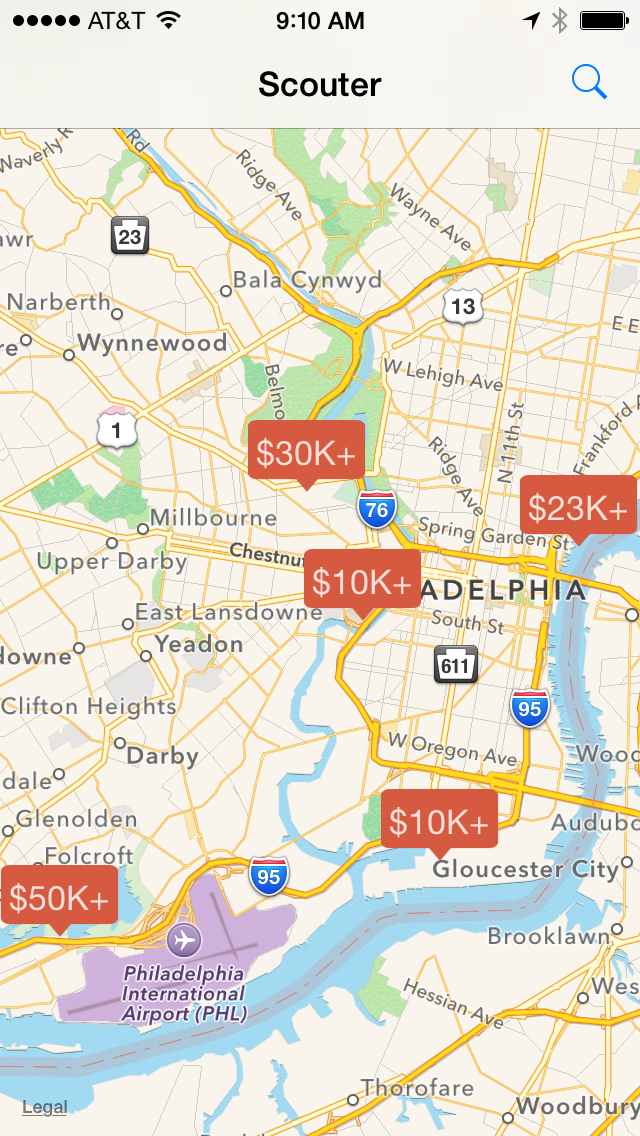 AT&T 9:10 AM
Scouter
Waverly R
Rd
Ridge Ave
Wayne Ave
23
awr
Bala Cynwyd
Narberth
13
re
Wynnewood
E E
W Lehigh Ave
Belmo
N 11th St
Frankford A
1
$30K+
Ridge Ave
$23K+
76
Millbourne
Spring Garden St
Upper Darby
Chestnut
$10K+
ADELPHIA
East Lansdowne
South St
downe
Yeadon
611
Clifton Heights
95
Darby
W Oregon Ave
Wood
dale
Glenolden
$10K+
Audubo
Folcroft
95
Gloucester City
$50K+
Brooklawn
Philadelphia
International
Airport (PHL)
Hessian Ave
Wes
Thorofare
Legal
Woodbury